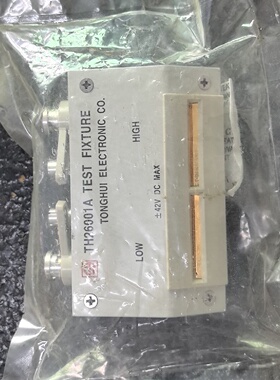 TH26001A TEST FIXTURE
TONGHUI ELECTRONIC CO.
LOW HIGH
±42V DC MAX